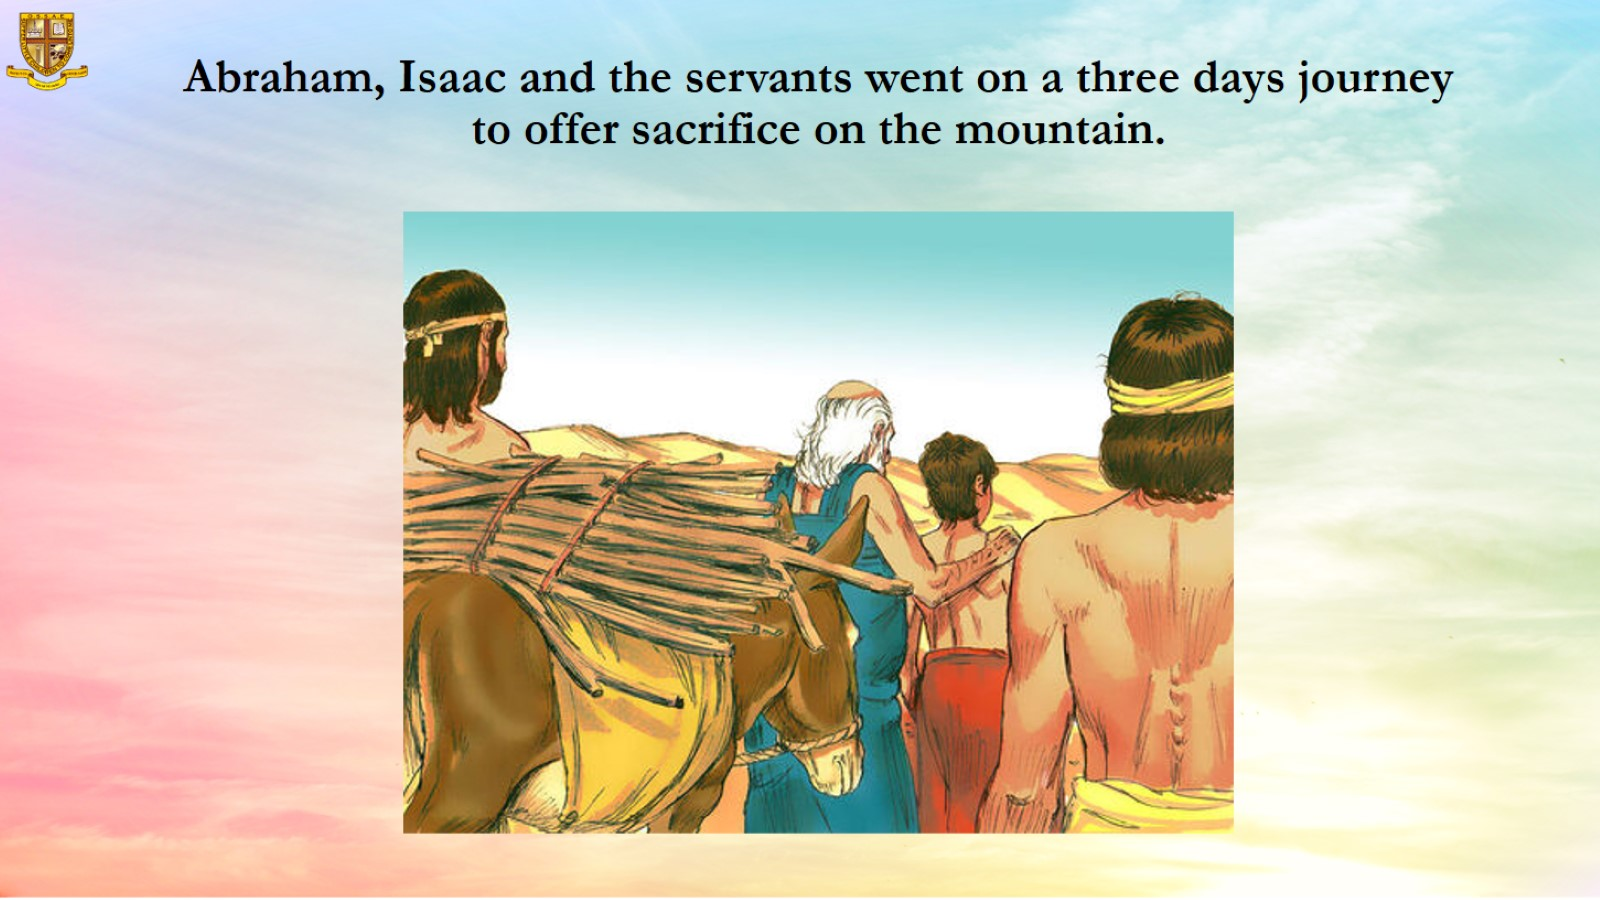 Abraham, Isaac and the servants went on a three days journey
to offer sacrifice on the mountain.